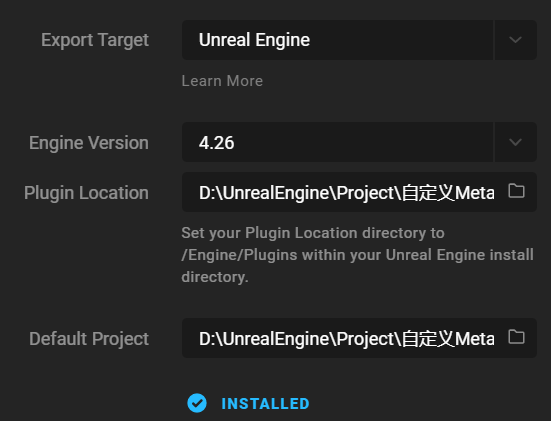 Export Target
Unreal Engine
Learn More
Engine Version
4.26
Plugin Location
D:\UnrealEngine\Project\自定义Meta
Set your Plugin Location directory to
/Engine/Plugins within your Unreal Engine install
directory.
Default Project
D:\UnrealEngine\Project\自定义Meta
INSTALLED